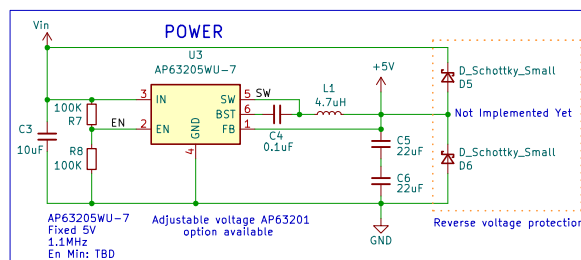 POWER
Vin
U3
AP63205WU-7
3 IN
SW 5 SW
BST 6
FB 1
2 EN
EN
GND
4
100K
R7
R8
100K
C3
10uF
C4
0.1uF
L1
4.7uH
+5V
C5
22uF
C6
22uF
GND
D_Schottky_Small
D5
Not Implemented Yet
D_Schottky_Small
D6
Reverse voltage protection
AP63205WU-7
Fixed 5V
1.1MHz
En Min: TBD
Adjustable voltage AP63201
option available